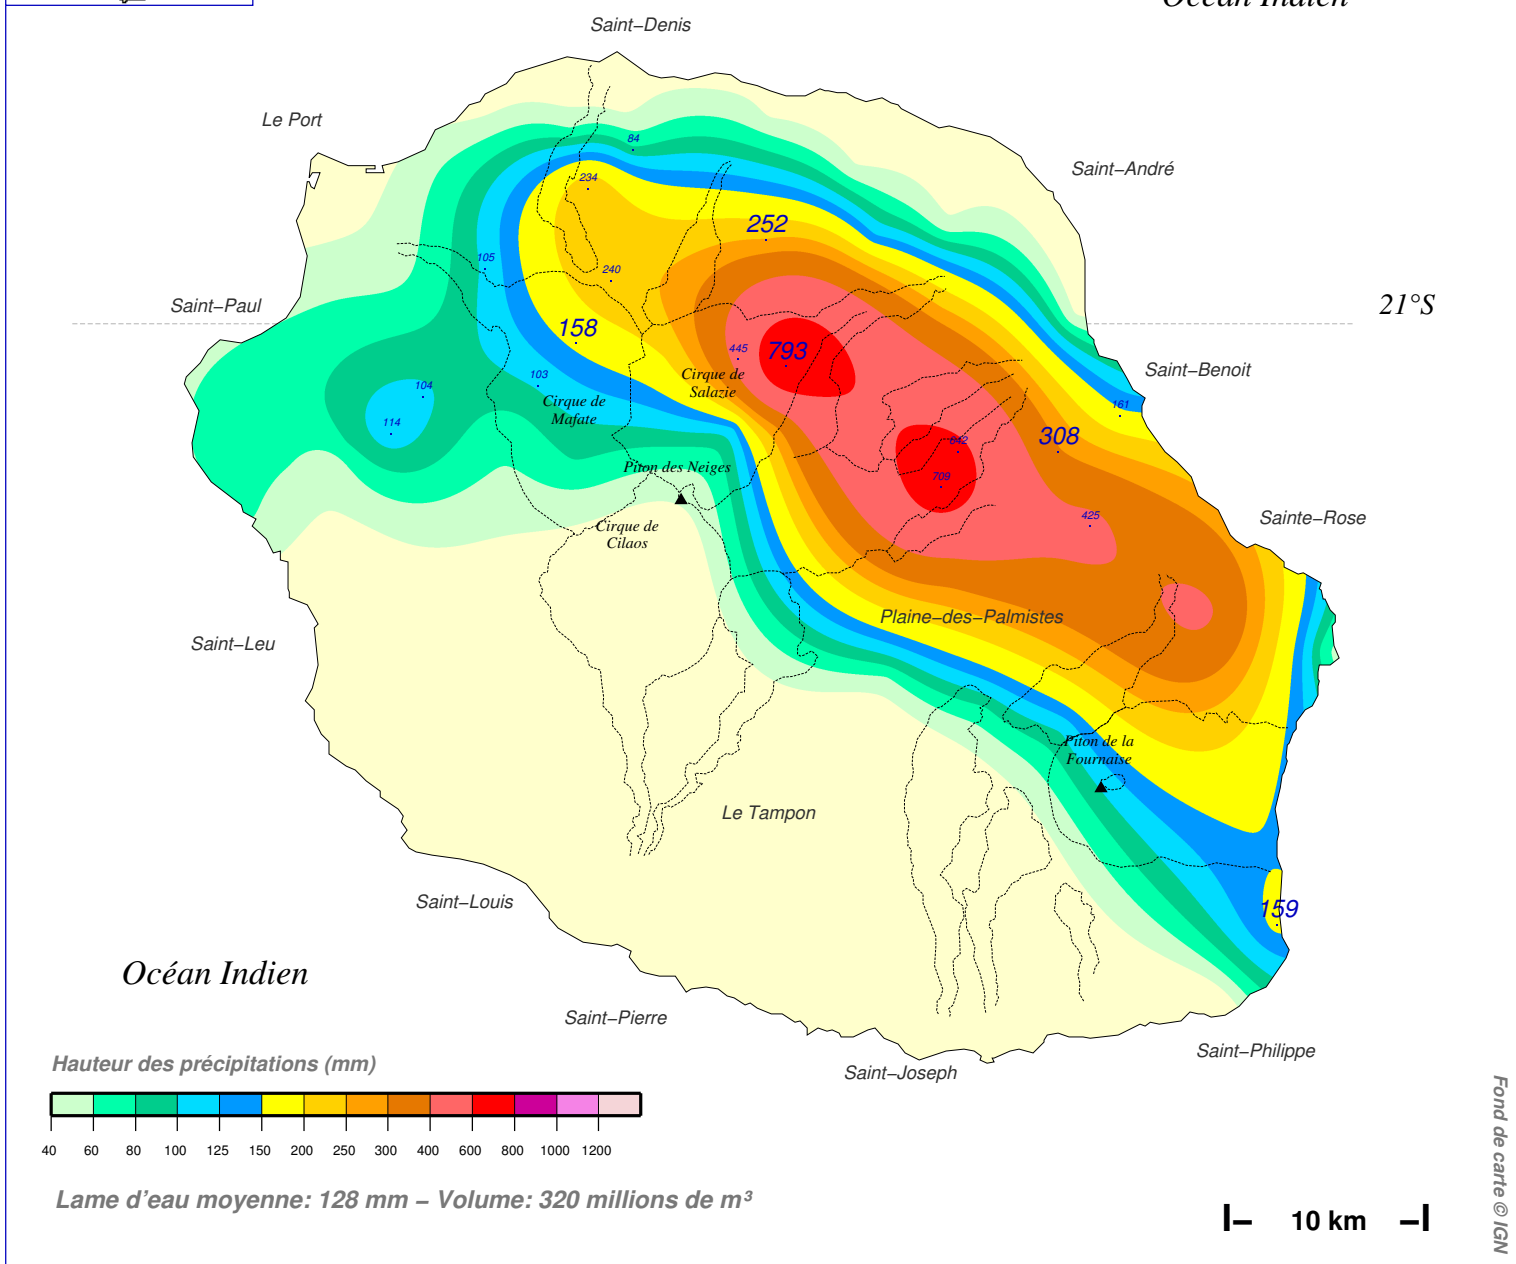 Océan Indien
Saint–Denis
Le Port
84
Saint–André
234
252
105
240
Saint–Paul
21°S
158
445
793
Saint–Benoit
103
104
Cirque de
Salazie
Cirque de
Mafate
161
114
308
642
Piton des Neiges
709
425
Sainte–Rose
Cirque de
Cilaos
Plaine–des–Palmistes
Saint–Leu
Piton de la
Fournaise
Le Tampon
Saint–Louis
159
Océan Indien
Saint–Pierre
Saint–Philippe
Saint–Joseph
Hauteur des précipitations (mm)
40 60 80 100 125 150 200 250 300 400 600 800 1000 1200
Lame d'eau moyenne: 128 mm – Volume: 320 millions de m³
10 km
Fond de carte © IGN